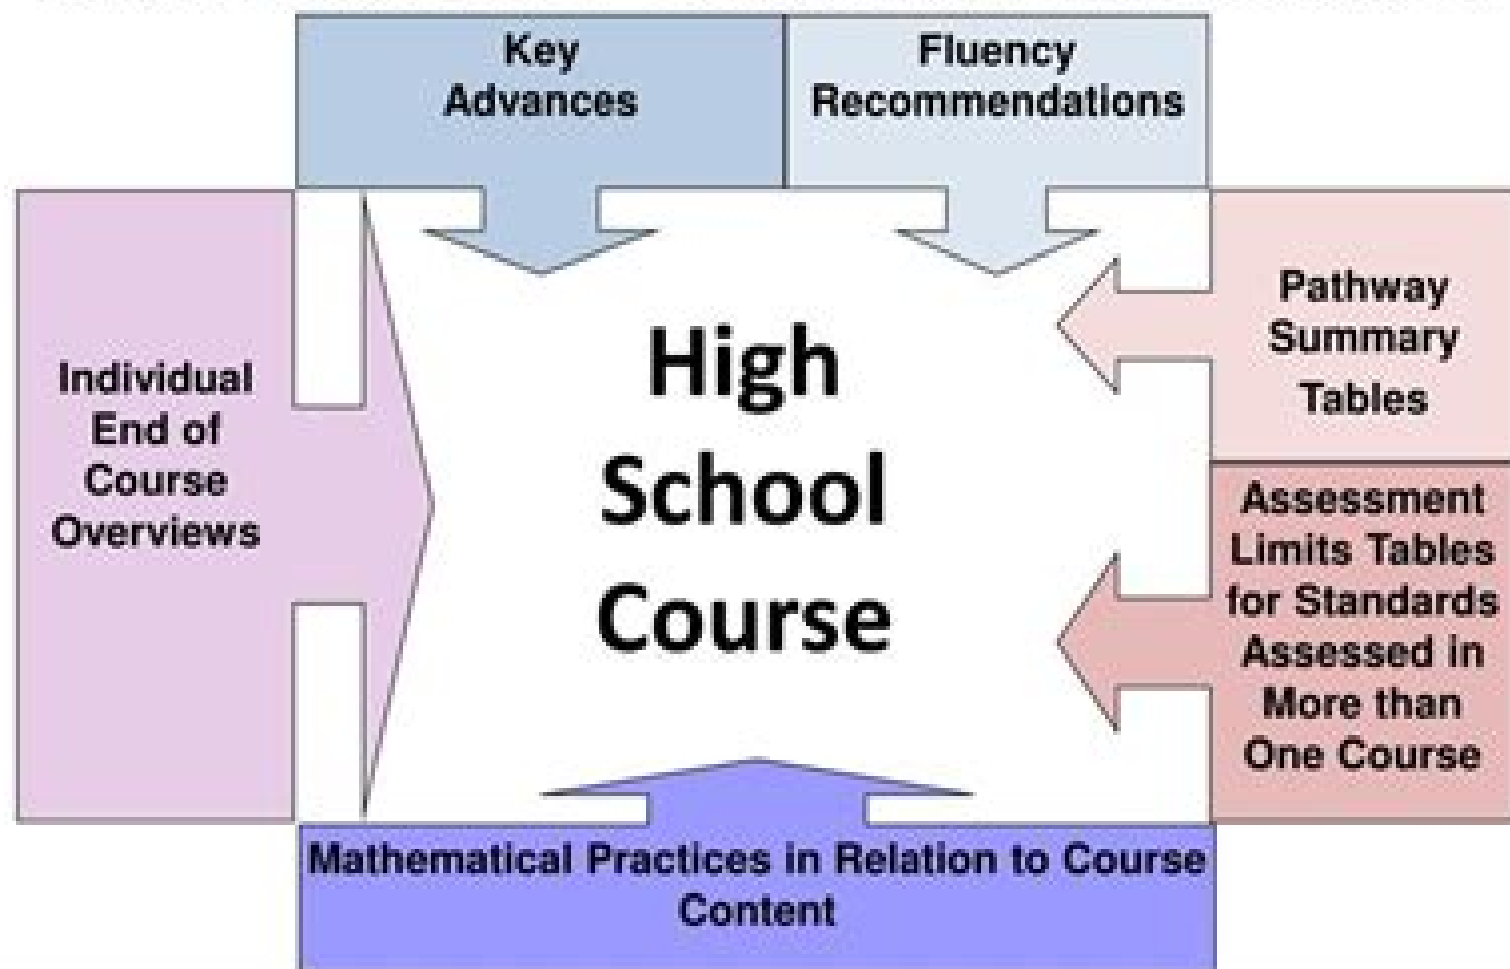 Key
Advances
Fluency
Recommendations
Individual
End of
Course
Overviews
High
School
Course
Pathway
Summary
Tables
Assessment
Limits Tables
for Standards
Assessed in
More than
One Course
Mathematical Practices in Relation to Course
Content